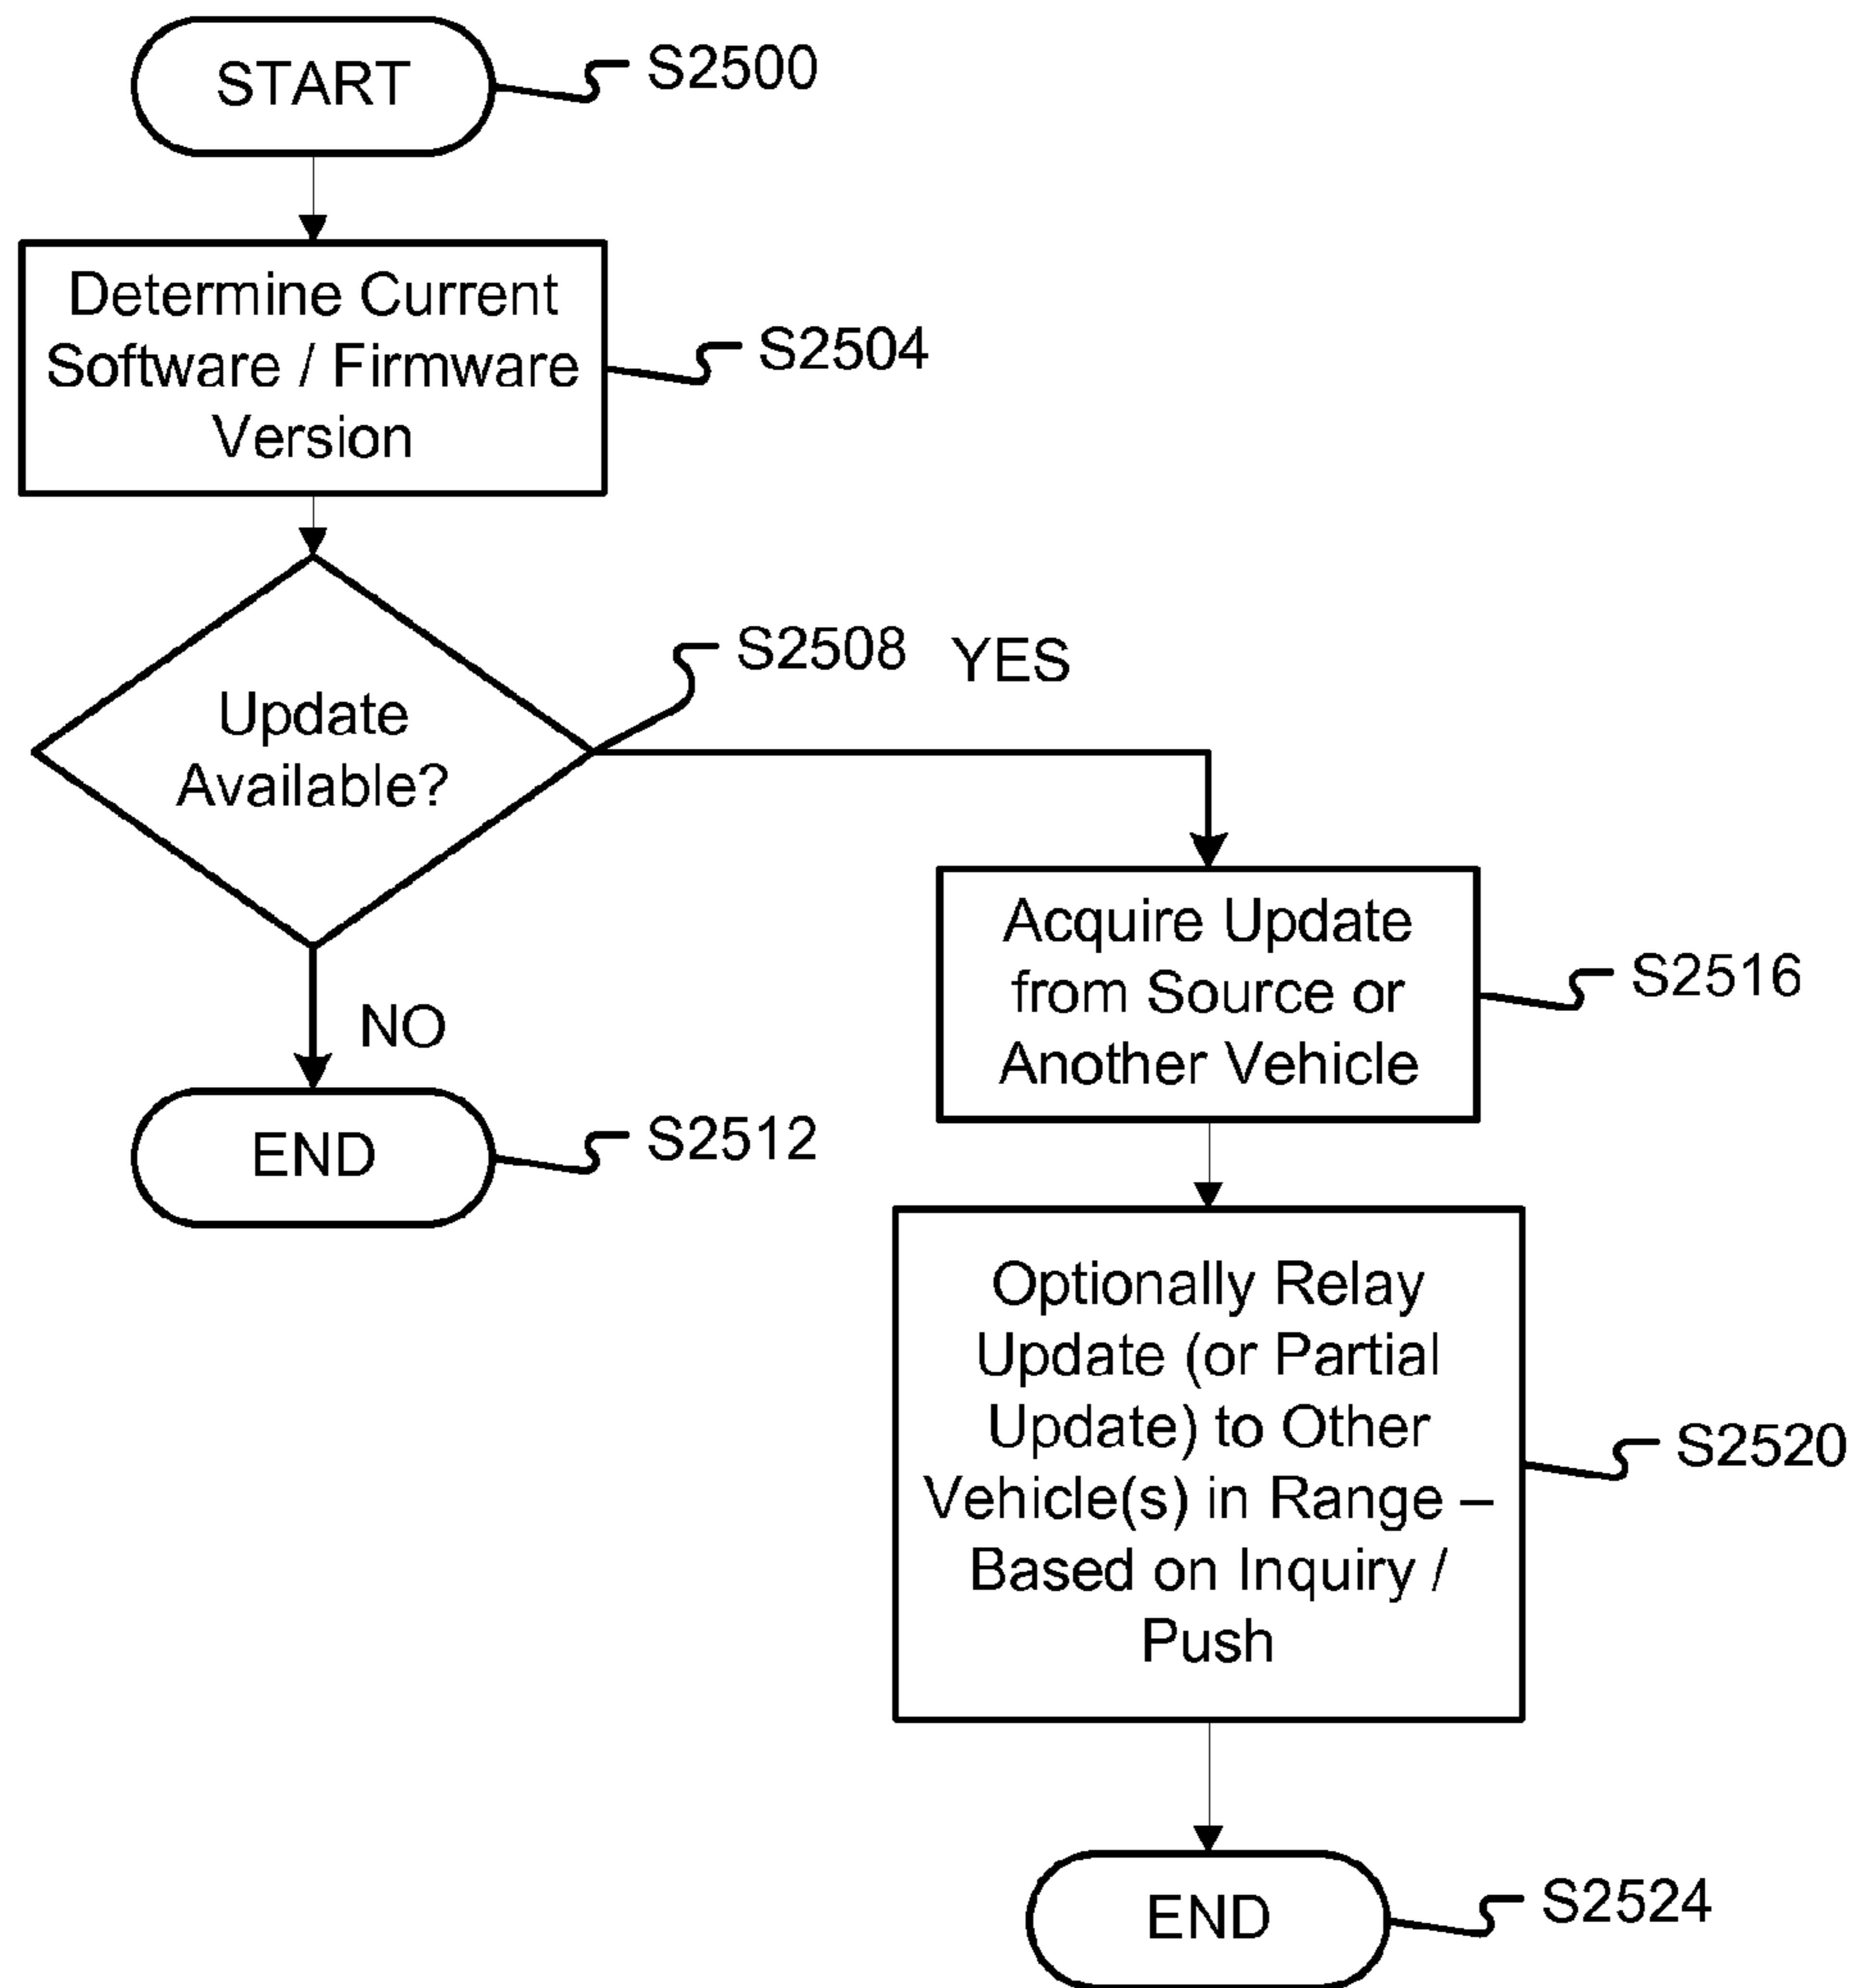 START
S2500
Determine Current
Software / Firmware
Version
S2504
Update
Available?
S2508
YES
NO
END
S2512
Acquire Update
from Source or
Another Vehicle
S2516
Optionally Relay
Update (or Partial
Update) to Other
Vehicle(s) in Range –
Based on Inquiry /
Push
S2520
END
S2524